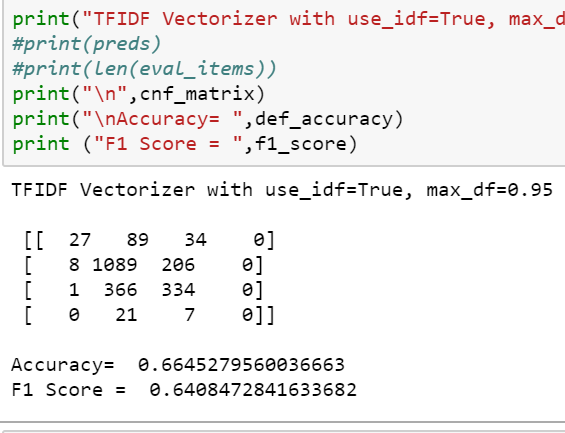 print("TFIDF Vectorizer with use_idf=True, max_d
#print(preds)
#print(len(eval_items))
print("\n",cnf_matrix)
print("\nAccuracy= ",def_accuracy)
print ("F1 Score = ",f1_score)
TFIDF Vectorizer with use_idf=True, max_df=0.95
[[  27   89   34    0]
[   8 1089  206    0]
[   1  366  334    0]
[   0   21    7    0]]
Accuracy=  0.6645279560036663
F1 Score =  0.6408472841633682